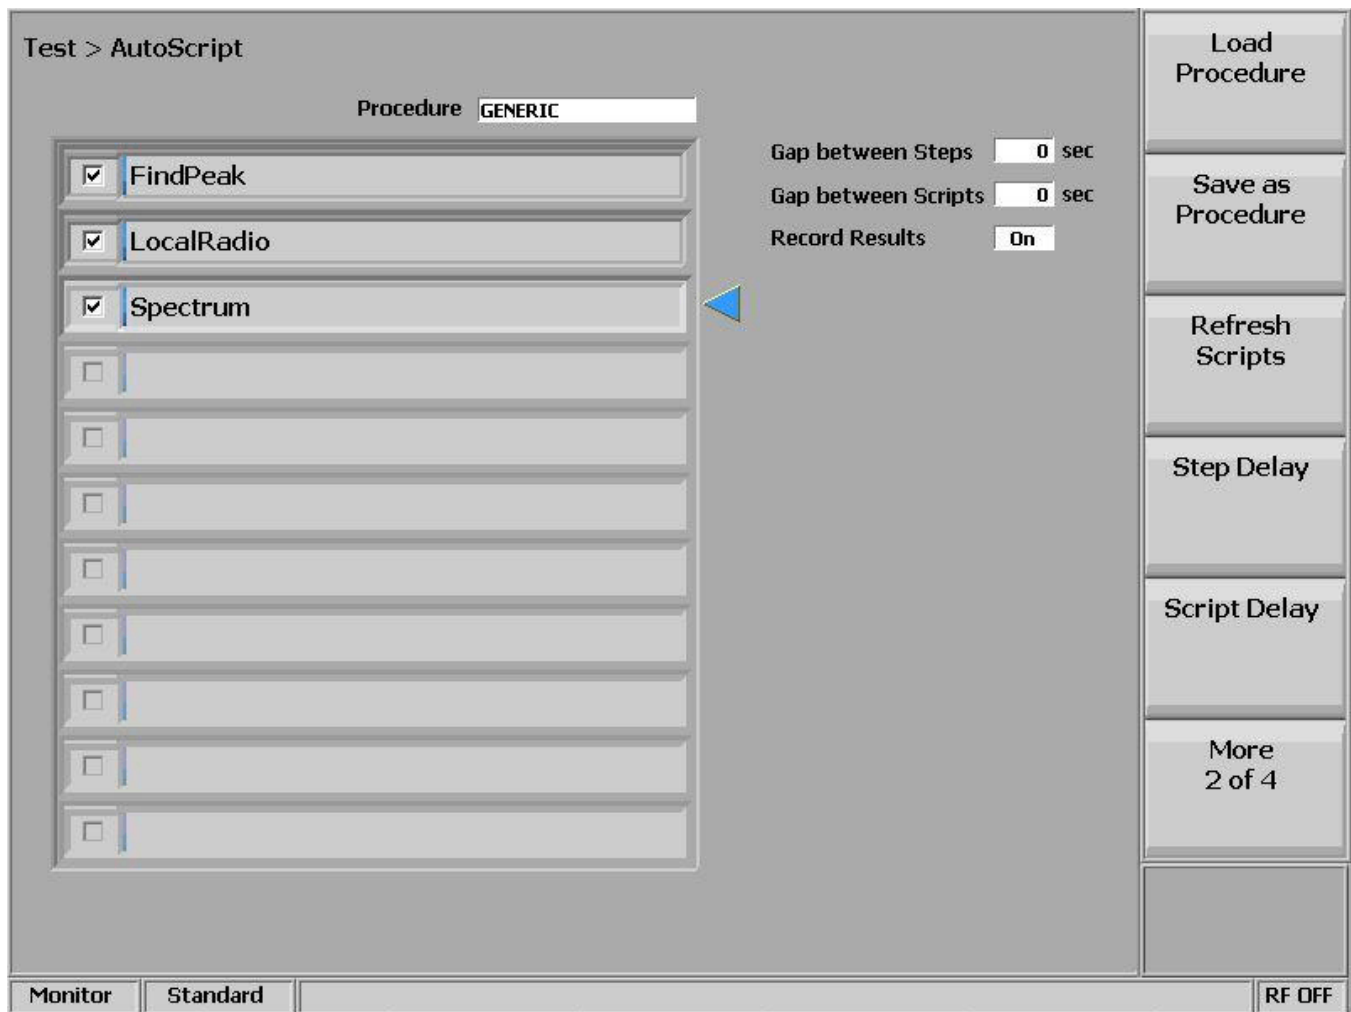 Test > AutoScript
Procedure GENERIC
FindPeak
LocalRadio
Spectrum
Gap between Steps 0 sec
Gap between Scripts 0 sec
Record Results On
Load
Procedure
Save as
Procedure
Refresh
Scripts
Step Delay
Script Delay
More
2 of 4
Monitor Standard RF OFF